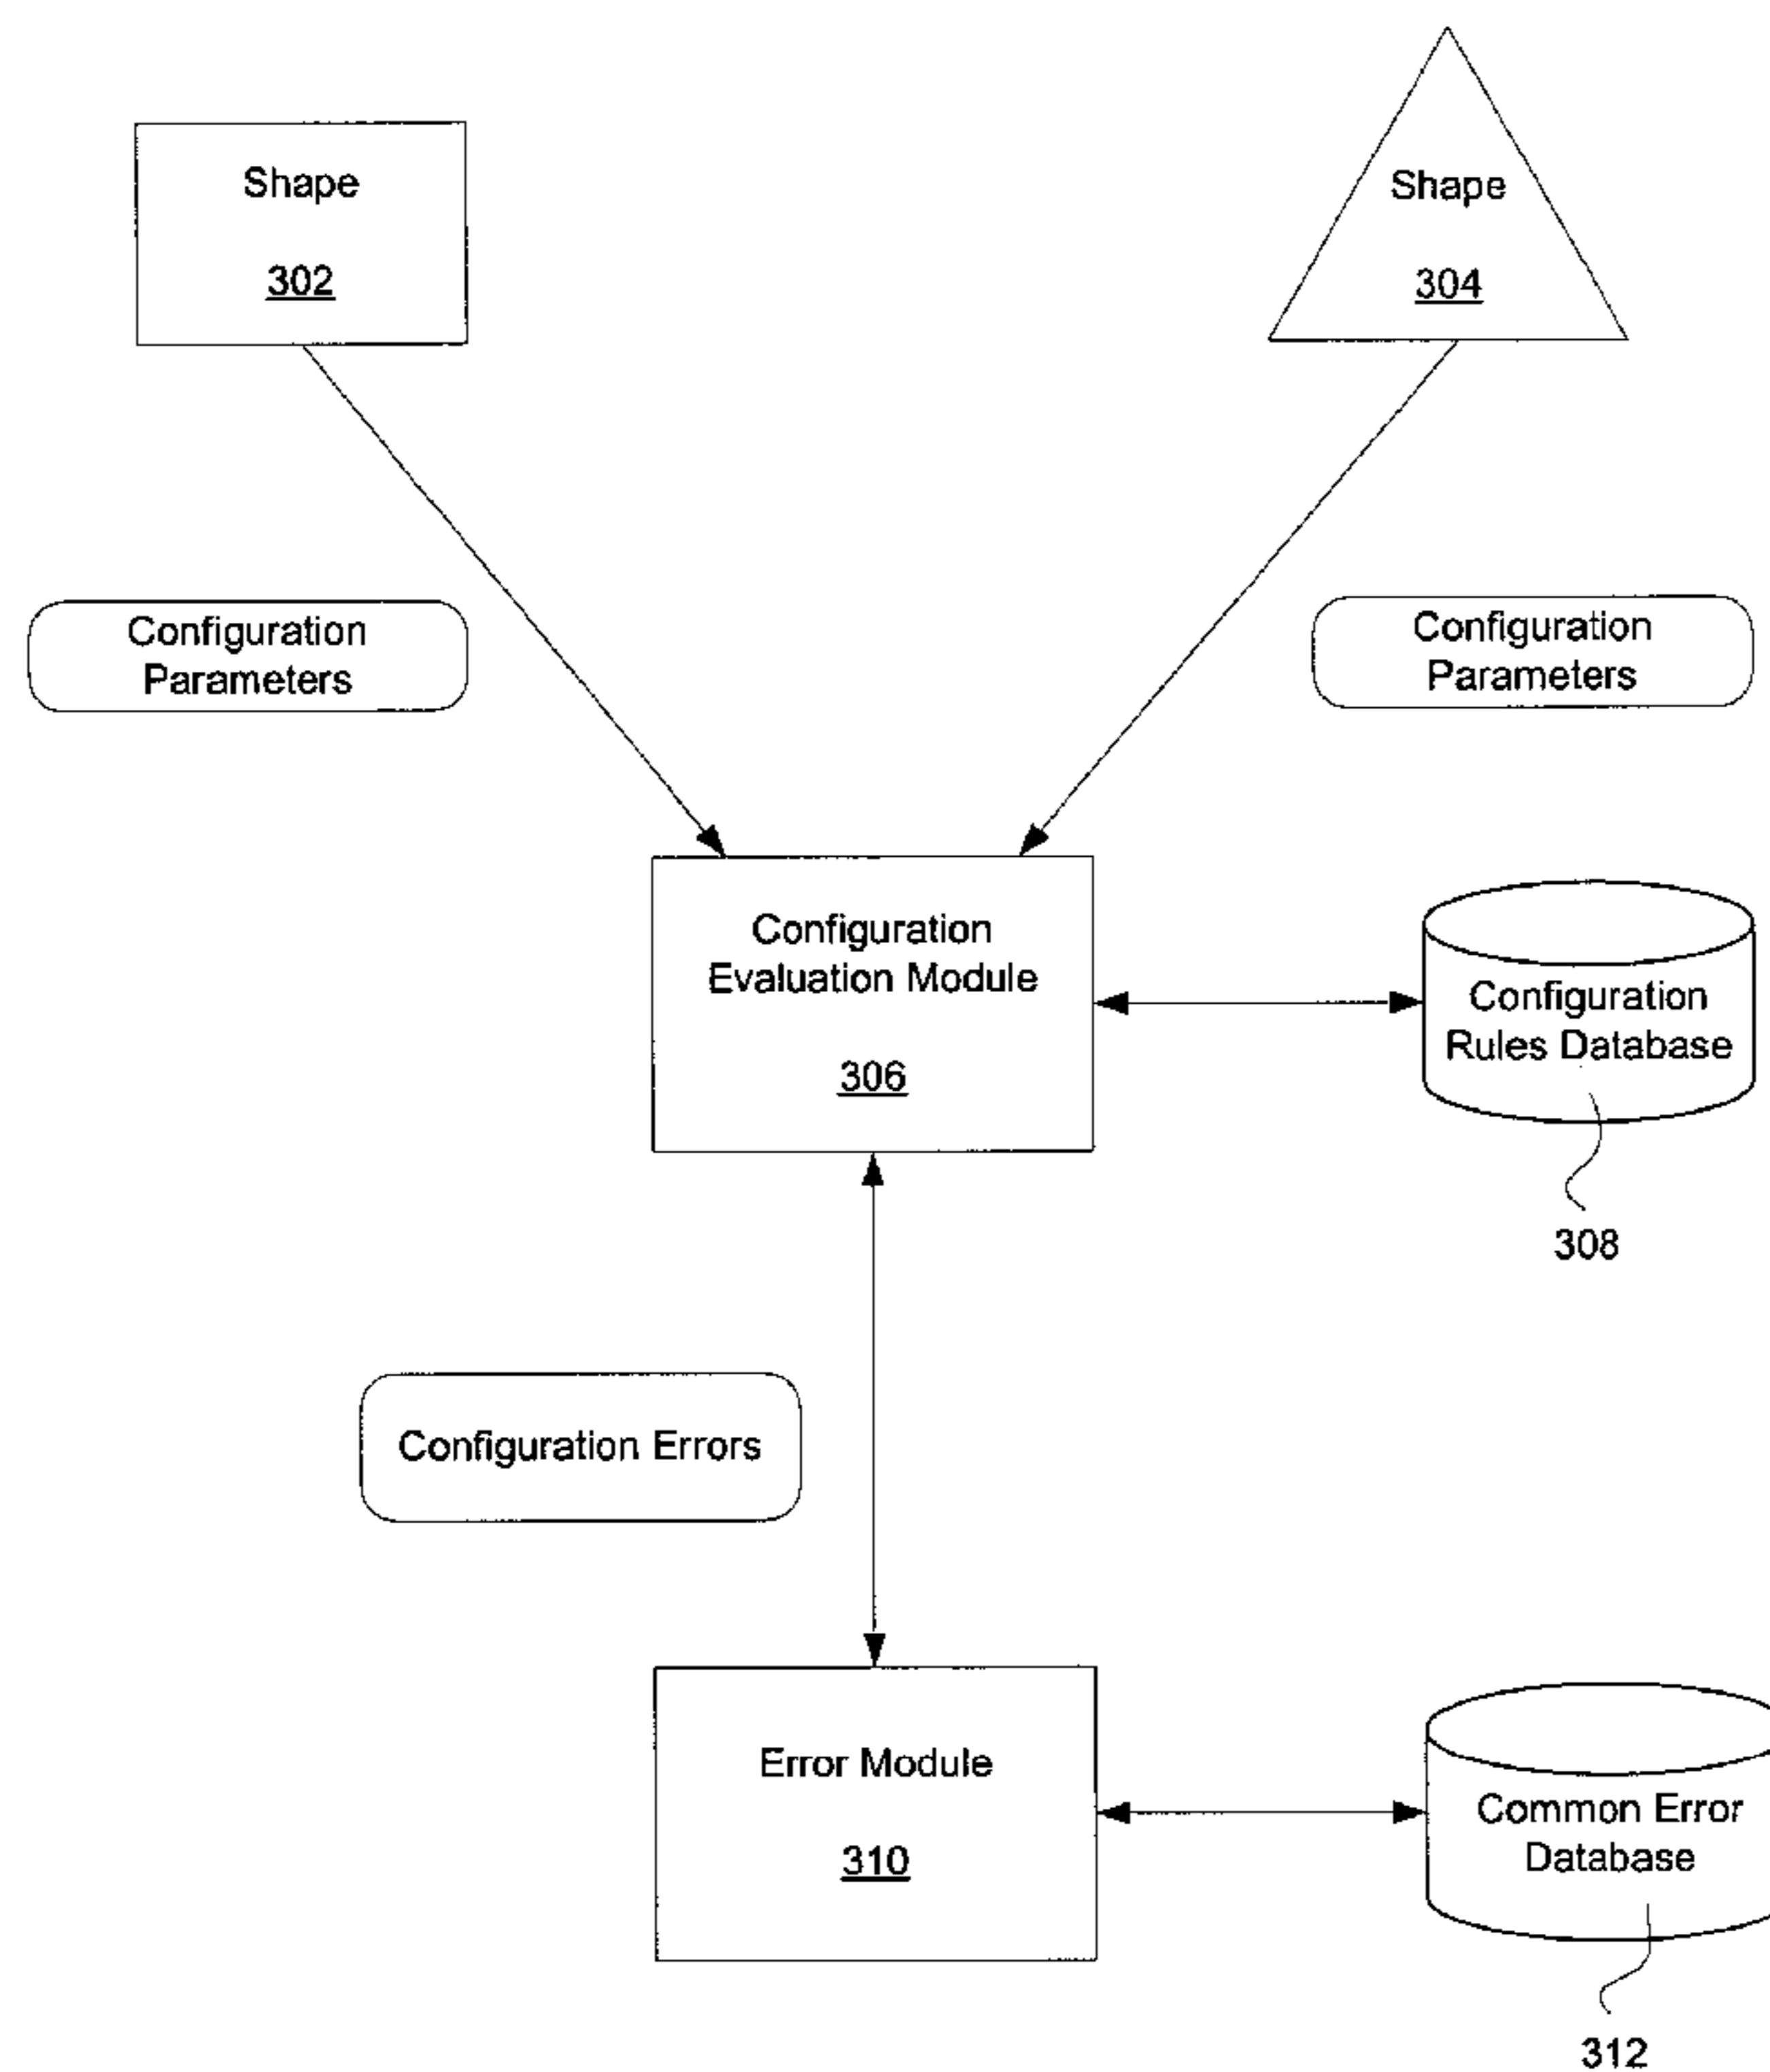 Shape
302
Shape
304
Configuration
Parameters
Configuration
Parameters
Configuration
Evaluation Module
306
Configuration
Rules Database
308
Configuration Errors
Error Module
310
Common Error
Database
312